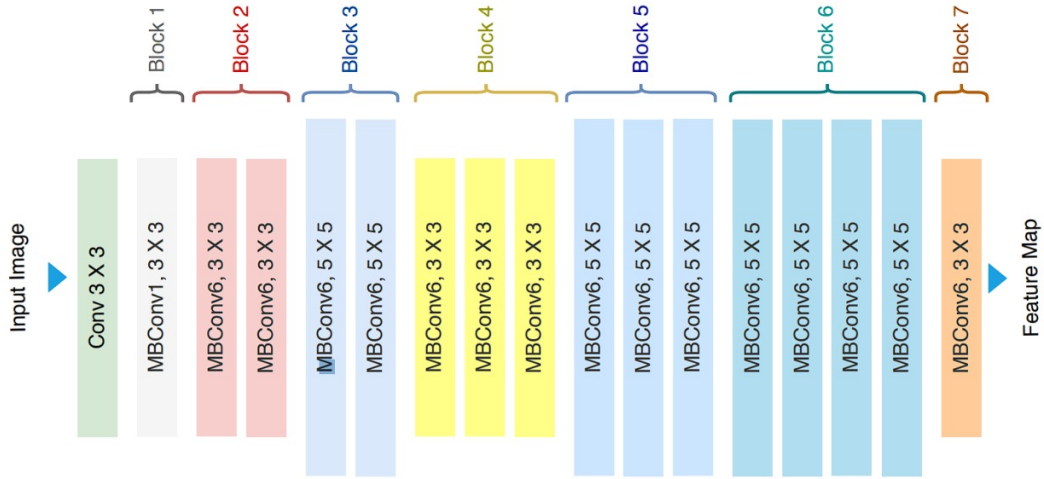 Input Image
Conv 3 X 3
Block 1
MBConv1, 3 X 3
Block 2
MBConv6, 3 X 3
MBConv6, 3 X 3
Block 3
MBConv6, 5 X 5
MBConv6, 5 X 5
Block 4
MBConv6, 3 X 3
MBConv6, 3 X 3
MBConv6, 3 X 3
Block 5
MBConv6, 5 X 5
MBConv6, 5 X 5
MBConv6, 5 X 5
Block 6
MBConv6, 5 X 5
MBConv6, 5 X 5
MBConv6, 5 X 5
MBConv6, 5 X 5
Block 7
MBConv6, 3 X 3
Feature Map